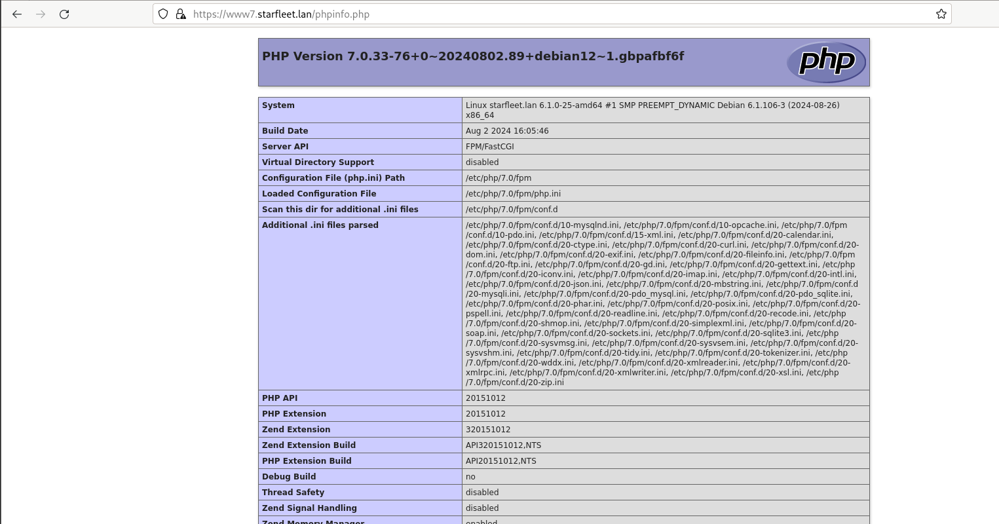 https://www7.starfleet.lan/phpinfo.php
PHP Version 7.0.33-76+0~20240802.89+debian12~1.gbpafbf6f
php
System
Linux starfleet.lan 6.1.0-25-amd64 #1 SMP PREEMPT_DYNAMIC Debian 6.1.106-3 (2024-08-26)
x86_64
Build Date
Aug 2 2024 16:05:46
Server API
FPM/FastCGI
Virtual Directory Support
disabled
Configuration File (php.ini) Path
/etc/php/7.0/fpm
Loaded Configuration File
/etc/php/7.0/fpm/php.ini
Scan this dir for additional .ini files
/etc/php/7.0/fpm/conf.d
Additional .ini files parsed
/etc/php/7.0/fpm/conf.d/10-mysqlnd.ini, /etc/php/7.0/fpm/conf.d/10-opcache.ini, /etc/php/7.0/fpm
/conf.d/10-pdo.ini, /etc/php/7.0/fpm/conf.d/15-xml.ini, /etc/php/7.0/fpm/conf.d/20-calendar.ini,
/etc/php/7.0/fpm/conf.d/20-ctype.ini, /etc/php/7.0/fpm/conf.d/20-curl.ini, /etc/php/7.0/fpm/conf.d/20-
dom.ini, /etc/php/7.0/fpm/conf.d/20-exif.ini, /etc/php/7.0/fpm/conf.d/20-fileinfo.ini, /etc/php/7.0/fpm
/conf.d/20-ftp.ini, /etc/php/7.0/fpm/conf.d/20-gd.ini, /etc/php/7.0/fpm/conf.d/20-gettext.ini, /etc/php
/7.0/fpm/conf.d/20-iconv.ini, /etc/php/7.0/fpm/conf.d/20-imap.ini, /etc/php/7.0/fpm/conf.d/20-intl.ini,
/etc/php/7.0/fpm/conf.d/20-json.ini, /etc/php/7.0/fpm/conf.d/20-mbstring.ini, /etc/php/7.0/fpm/conf.d
/20-mysqli.ini, /etc/php/7.0/fpm/conf.d/20-pdo_mysql.ini, /etc/php/7.0/fpm/conf.d/20-pdo_sqlite.ini,
/etc/php/7.0/fpm/conf.d/20-phar.ini, /etc/php/7.0/fpm/conf.d/20-posix.ini, /etc/php/7.0/fpm/conf.d/20-
pspell.ini, /etc/php/7.0/fpm/conf.d/20-readline.ini, /etc/php/7.0/fpm/conf.d/20-recode.ini, /etc/php
/7.0/fpm/conf.d/20-shmop.ini, /etc/php/7.0/fpm/conf.d/20-simplexml.ini, /etc/php/7.0/fpm/conf.d/20-
soap.ini, /etc/php/7.0/fpm/conf.d/20-sockets.ini, /etc/php/7.0/fpm/conf.d/20-sqlite3.ini, /etc/php
/7.0/fpm/conf.d/20-sysvmsg.ini, /etc/php/7.0/fpm/conf.d/20-sysvsem.ini, /etc/php/7.0/fpm/conf.d/20-
sysvshm.ini, /etc/php/7.0/fpm/conf.d/20-tidy.ini, /etc/php/7.0/fpm/conf.d/20-tokenizer.ini, /etc/php
/7.0/fpm/conf.d/20-wddx.ini, /etc/php/7.0/fpm/conf.d/20-xmlreader.ini, /etc/php/7.0/fpm/conf.d/20-
xmlrpc.ini, /etc/php/7.0/fpm/conf.d/20-xmlwriter.ini, /etc/php/7.0/fpm/conf.d/20-xsl.ini, /etc/php
/7.0/fpm/conf.d/20-zip.ini
PHP API
20151012
PHP Extension
20151012
Zend Extension
320151012
Zend Extension Build
API320151012,NTS
PHP Extension Build
API20151012,NTS
Debug Build
no
Thread Safety
disabled
Zend Signal Handling
disabled
Zend Memory Manager
enabled